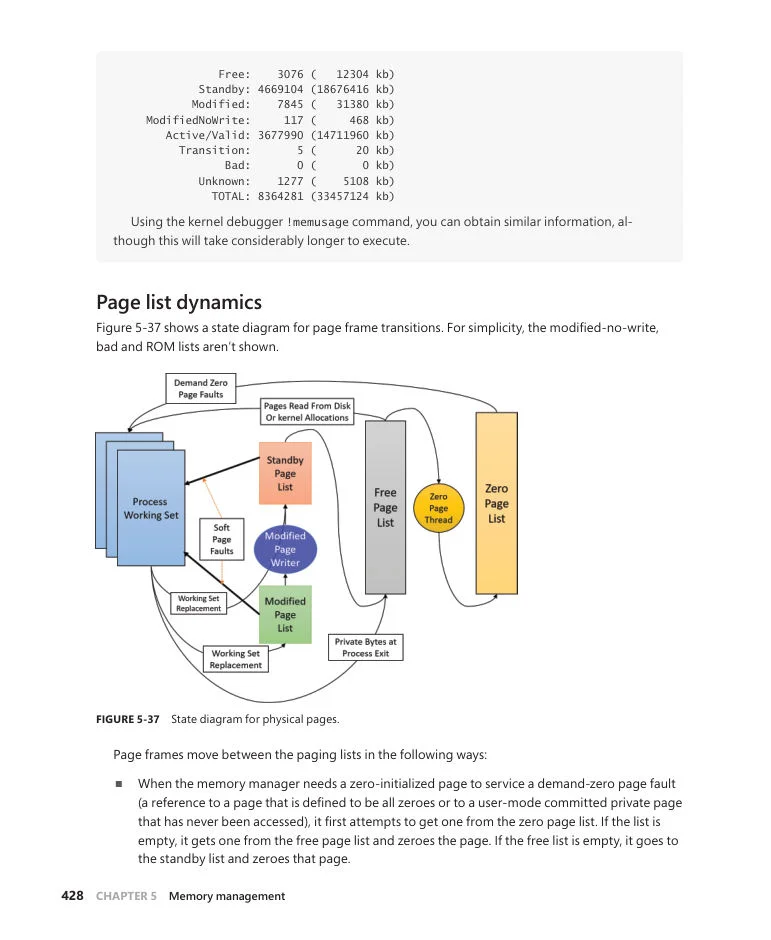 Free: 3076 ( 12304 kb)
Standby: 4669104 (18676416 kb)
Modified: 7845 ( 31380 kb)
ModifiedNoWrite: 117 ( 468 kb)
Active/Valid: 3677990 (14711960 kb)
Transition: 5 ( 20 kb)
Bad: 0 ( 0 kb)
Unknown: 1277 ( 5108 kb)
TOTAL: 8364281 (33457124 kb)
Using the kernel debugger !memusage command, you can obtain similar information, al-
though this will take considerably longer to execute.
Page list dynamics
Figure 5-37 shows a state diagram for page frame transitions. For simplicity, the modified-no-write,
bad and ROM lists aren’t shown.
Demand Zero
Page Faults
Pages Read From Disk
Or kernel Allocations
Standby
Page
List
Process
Working Set
Free
Page
List
Zero
Page
Thread
Zero
Page
List
Soft
Page
Faults
Modified
Page
Writer
Working Set
Replacement
Modified
Page
List
Working Set
Replacement
Private Bytes at
Process Exit
FIGURE 5-37 State diagram for physical pages.
Page frames move between the paging lists in the following ways:
■ When the memory manager needs a zero-initialized page to service a demand-zero page fault
(a reference to a page that is defined to be all zeroes or to a user-mode committed private page
that has never been accessed), it first attempts to get one from the zero page list. If the list is
empty, it gets one from the free page list and zeroes the page. If the free list is empty, it goes to
the standby list and zeroes that page.
428 CHAPTER 5 Memory management